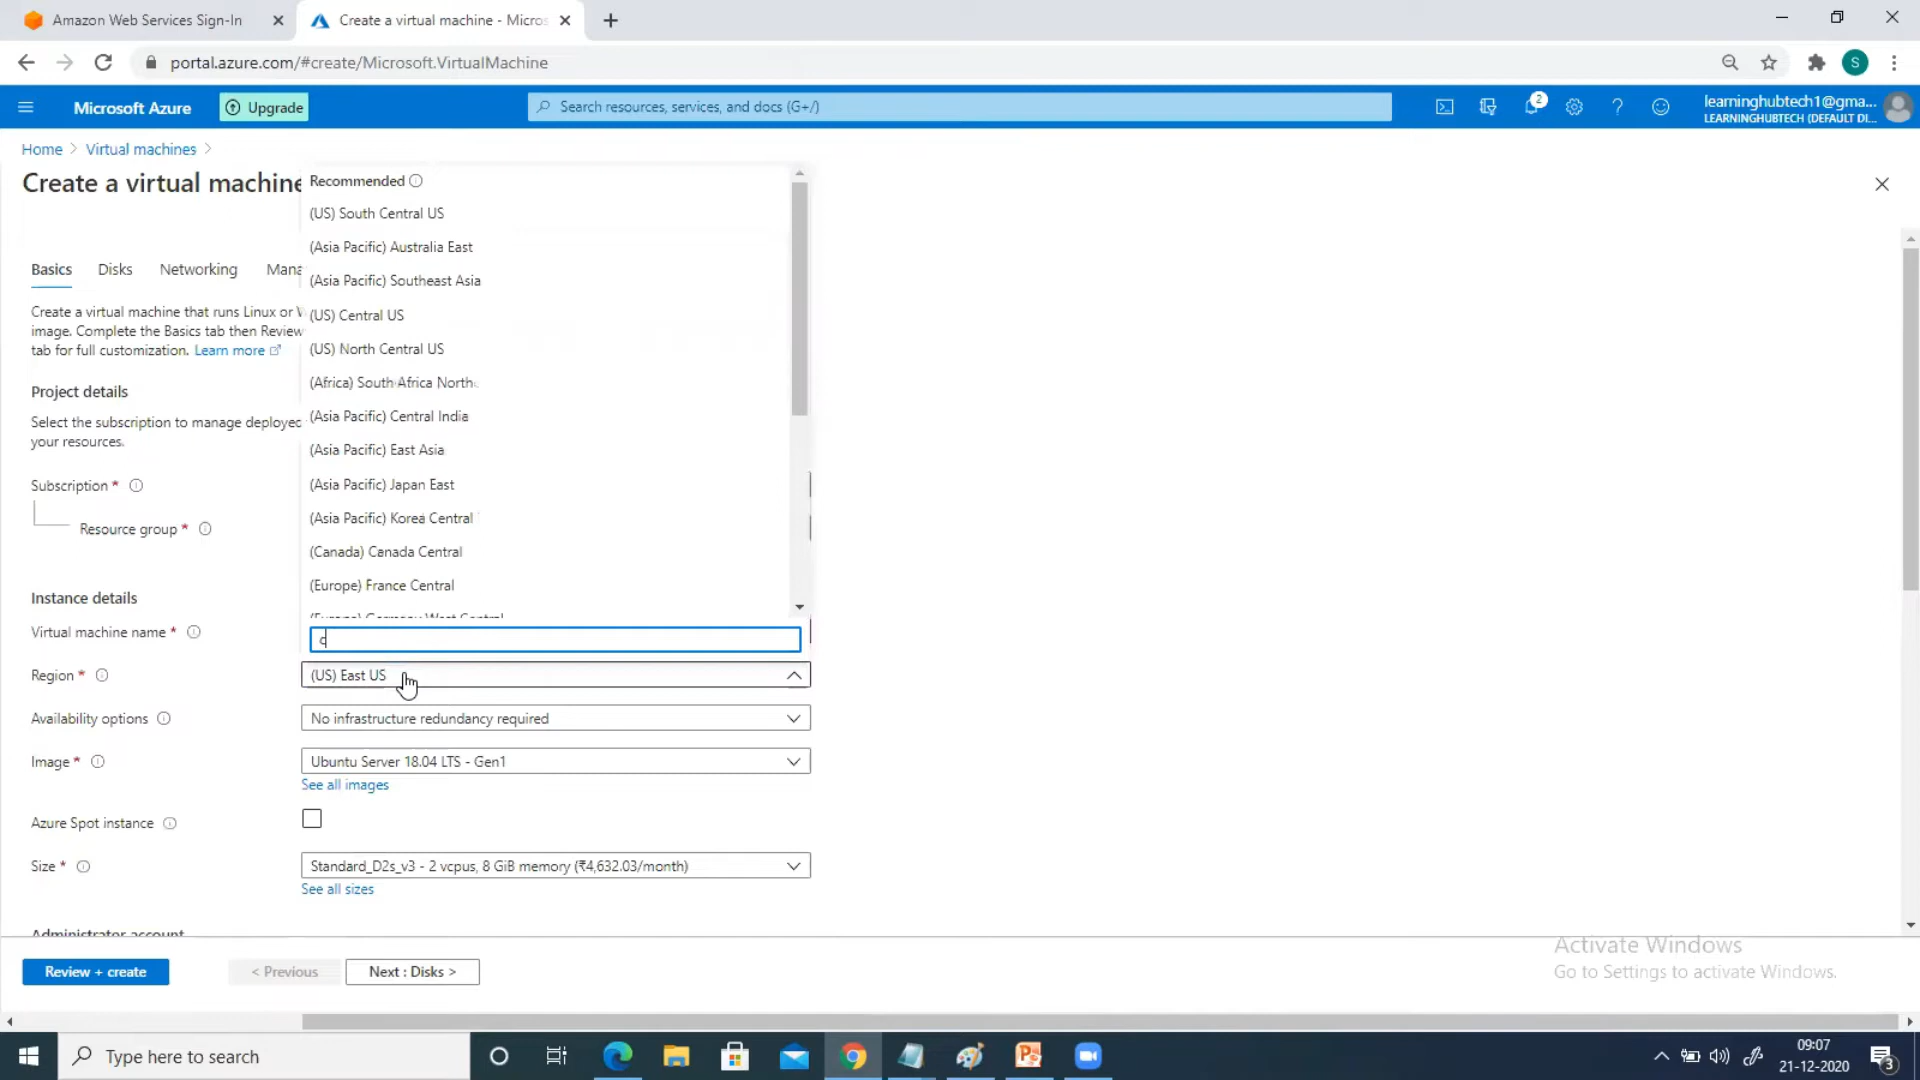 Amazon Web Services Sign-In
Create a virtual machine - Micros
portal.azure.com/#create/Microsoft.VirtualMachine
S
Microsoft Azure
Upgrade
Search resources, services, and docs (G+/)
2
learninghubtech1@gma...
LEARNINGHUBTECH (DEFAULT DI...
Home > Virtual machines >
Create a virtual machine
Basics Disks Networking Mana
Create a virtual machine that runs Linux or W
image. Complete the Basics tab then Review
tab for full customization. Learn more
Project details
Select the subscription to manage deployed
your resources.
Subscription *
Resource group *
Recommended
(US) South Central US
(Asia Pacific) Australia East
(Asia Pacific) Southeast Asia
(US) Central US
(US) North Central US
(Africa) South Africa North
(Asia Pacific) Central India
(Asia Pacific) East Asia
(Asia Pacific) Japan East
(Asia Pacific) Korea Central
(Canada) Canada Central
(Europe) France Central
(Europe) Germany West Central
c
Instance details
Virtual machine name *
Region *
(US) East US
Availability options
No infrastructure redundancy required
Image *
Ubuntu Server 18.04 LTS - Gen1
See all images
Azure Spot instance
Size *
Standard_D2s_v3 - 2 vcpus, 8 GiB memory (₹4,632.03/month)
See all sizes
Administrator account
Review + create
< Previous
Next : Disks >
Activate Windows
Go to Settings to activate Windows.
Type here to search
09:07
21-12-2020
3